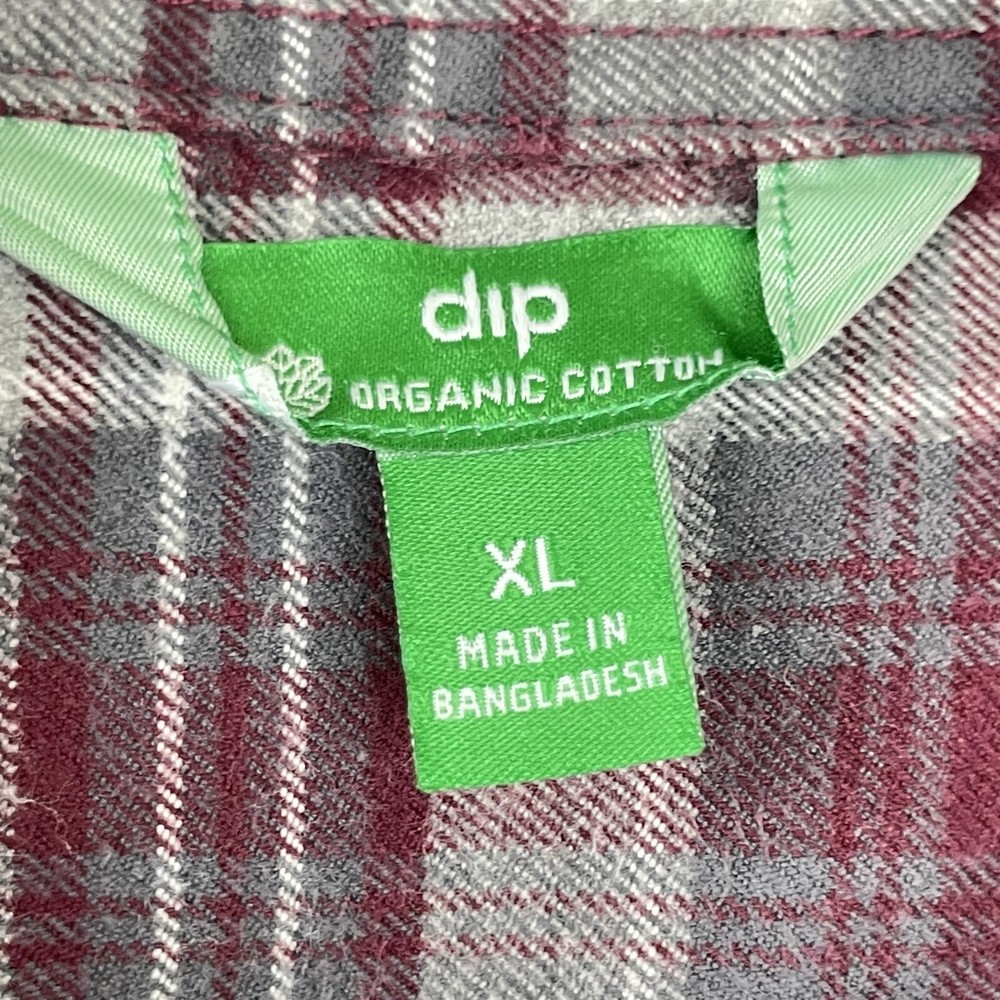 dip
ORGANIC COTTON
XL
MADE IN
BANGLADESH